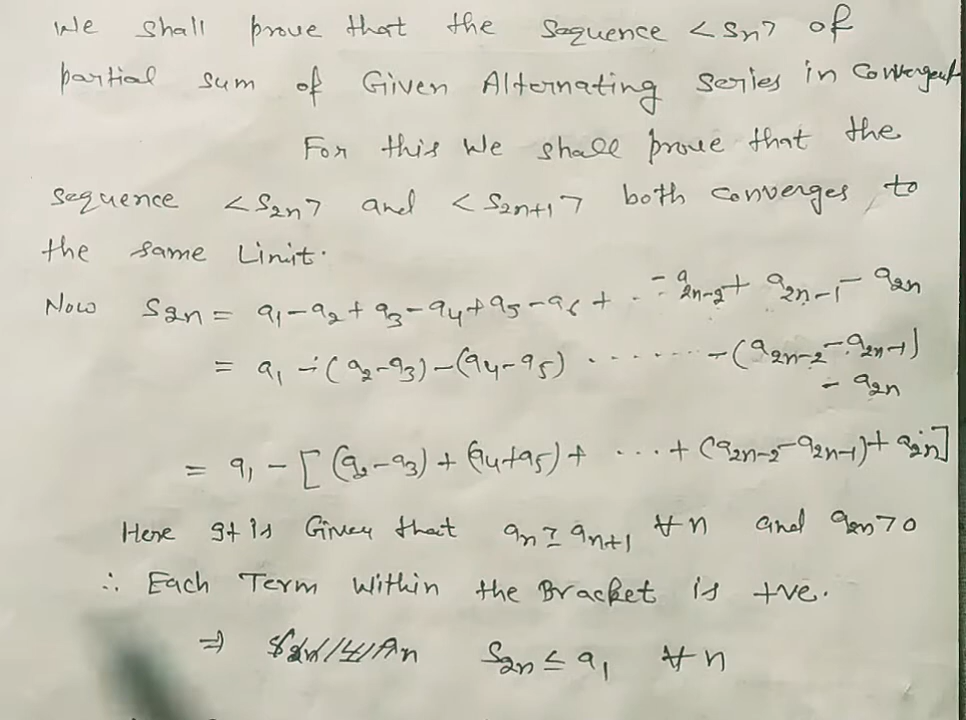 We shall prove that the Sequence <Sn> of
partial sum of Given Alternating Series in Convergent
For this We shall prove that the
sequence <S₂n> and <S₂n+1> both converges to
the same Limit.
Now S₂n = a₁-a₂+a₃-a₄+a₅-a₆+ . - a₂n-2 + a₂n-1 - a₂n
= a₁ - (a₂-a₃)-(a₄-a₅) ....... -(a₂n-2 - a₂n-1)
- a₂n
= a₁ - [(a₂-a₃) + (a₄+a₅) + ... + (a₂n-2 - a₂n-1) + a₂n]
Here It is Given that an ≥ an+1 ∀ n and a₂n>0
∴ Each Term Within the Bracket is +ve.
⇒ S₂n ≤ a₁ ∀ n